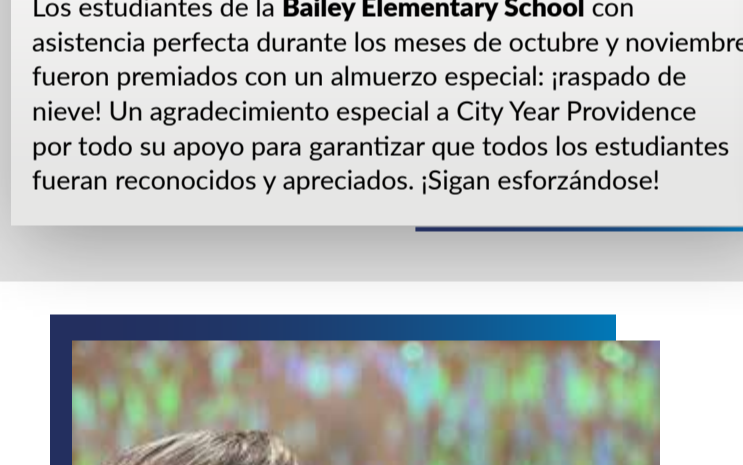 Los estudiantes de la Bailey Elementary School con
asistencia perfecta durante los meses de octubre y noviembre
fueron premiados con un almuerzo especial: ¡raspado de
nieve! Un agradecimiento especial a City Year Providence
por todo su apoyo para garantizar que todos los estudiantes
fueran reconocidos y apreciados. ¡Sigan esforzándose!